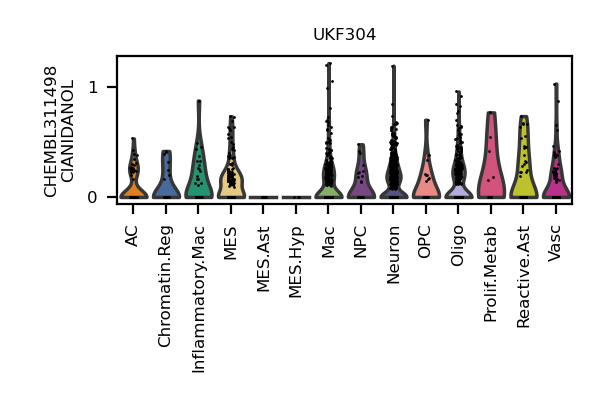 UKF304
CHEMBL311498
CIANIDANOL
1
0
AC
Chromatin.Reg
Inflammatory.Mac
MES
MES.Ast
MES.Hyp
Mac
NPC
Neuron
OPC
Oligo
Prolif.Metab
Reactive.Ast
Vasc